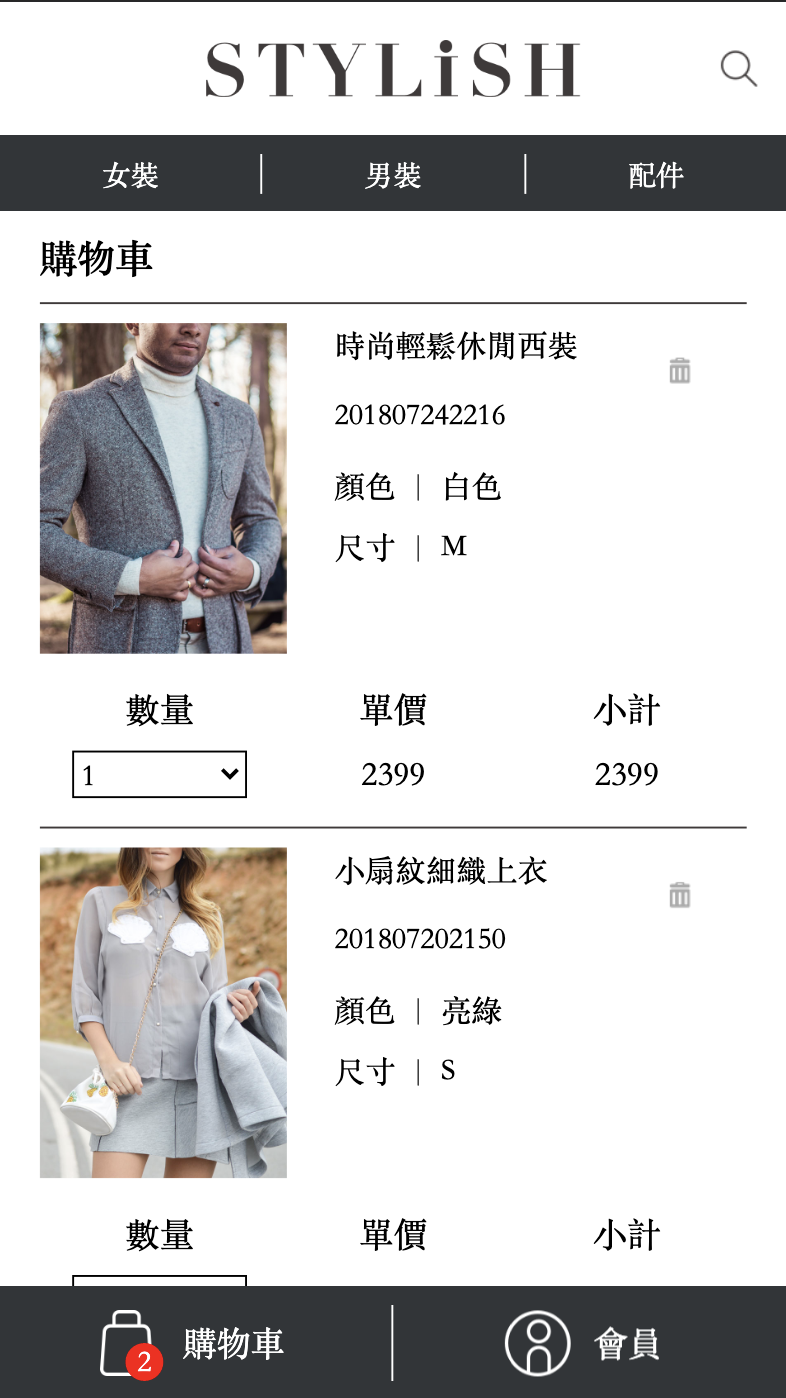 STYLiSH
女裝 | 男裝 | 配件
購物車
時尚輕鬆休閒西裝
201807242216
顏色 | 白色
尺寸 | M
數量 單價 小計
1 2399 2399
小扇紋細織上衣
201807202150
顏色 | 亮綠
尺寸 | S
數量 單價 小計
2 購物車 | 會員